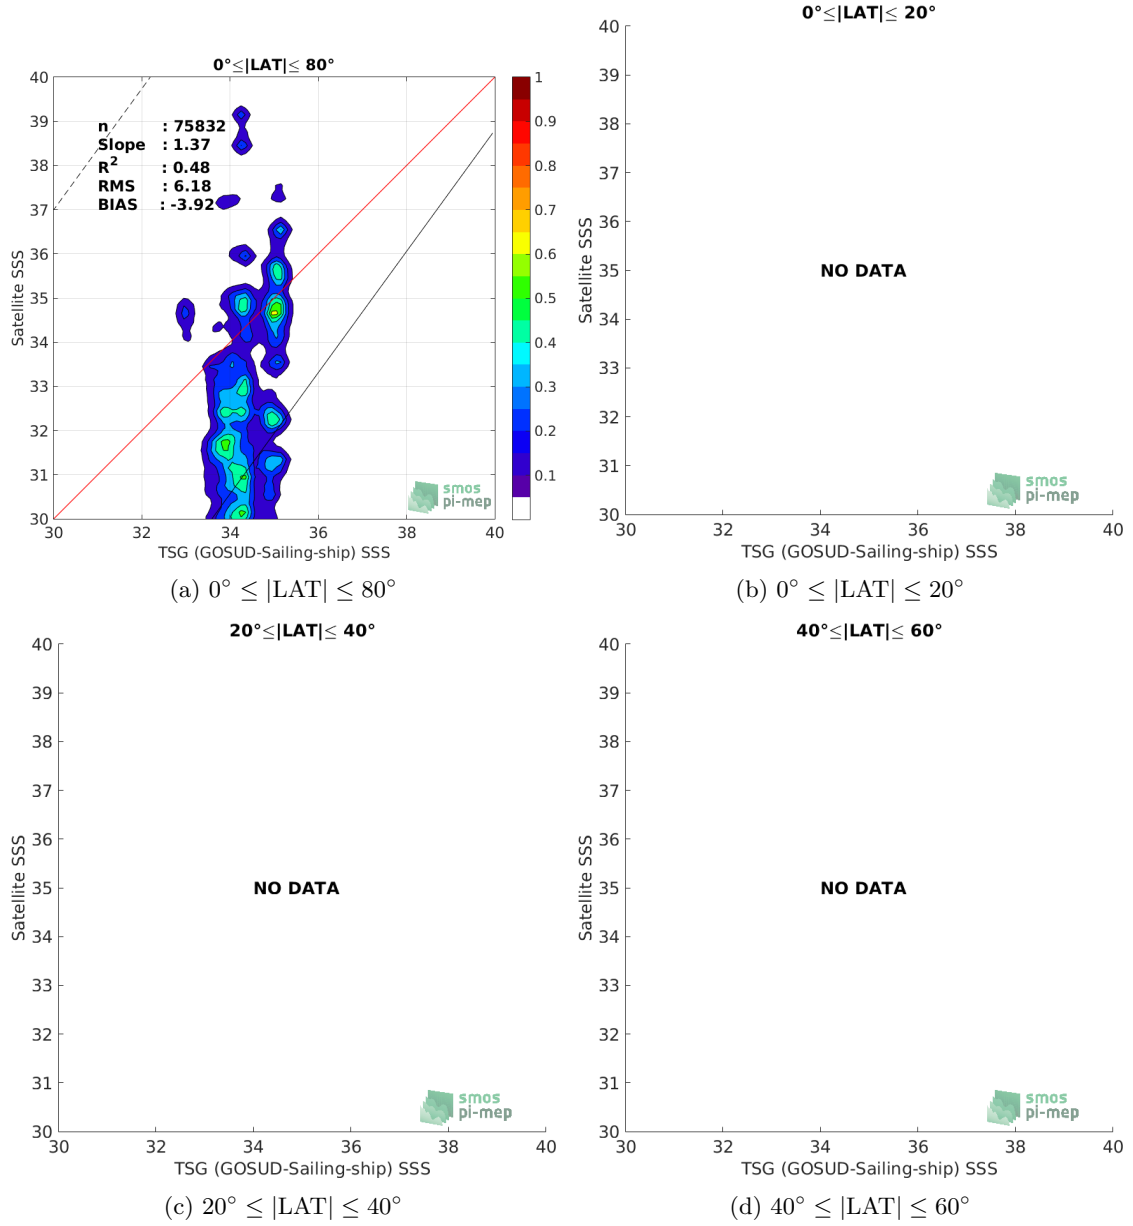 0°≤|LAT|≤ 80°
40
39
38
37
36
35
34
33
32
31
30
Satellite SSS
n : 75832
Slope : 1.37
R² : 0.48
RMS : 6.18
BIAS : -3.92
1
0.9
0.8
0.7
0.6
0.5
0.4
0.3
0.2
0.1
smos
pi-mep
30 32 34 36 38 40
TSG (GOSUD-Sailing-ship) SSS
(a) 0° ≤ |LAT| ≤ 80°
0°≤|LAT|≤ 20°
40
39
38
37
36
35
34
33
32
31
30
Satellite SSS
NO DATA
smos
pi-mep
30 32 34 36 38 40
TSG (GOSUD-Sailing-ship) SSS
(b) 0° ≤ |LAT| ≤ 20°
20°≤|LAT|≤ 40°
40
39
38
37
36
35
34
33
32
31
30
Satellite SSS
NO DATA
smos
pi-mep
30 32 34 36 38 40
TSG (GOSUD-Sailing-ship) SSS
(c) 20° ≤ |LAT| ≤ 40°
40°≤|LAT|≤ 60°
40
39
38
37
36
35
34
33
32
31
30
Satellite SSS
NO DATA
smos
pi-mep
30 32 34 36 38 40
TSG (GOSUD-Sailing-ship) SSS
(d) 40° ≤ |LAT| ≤ 60°